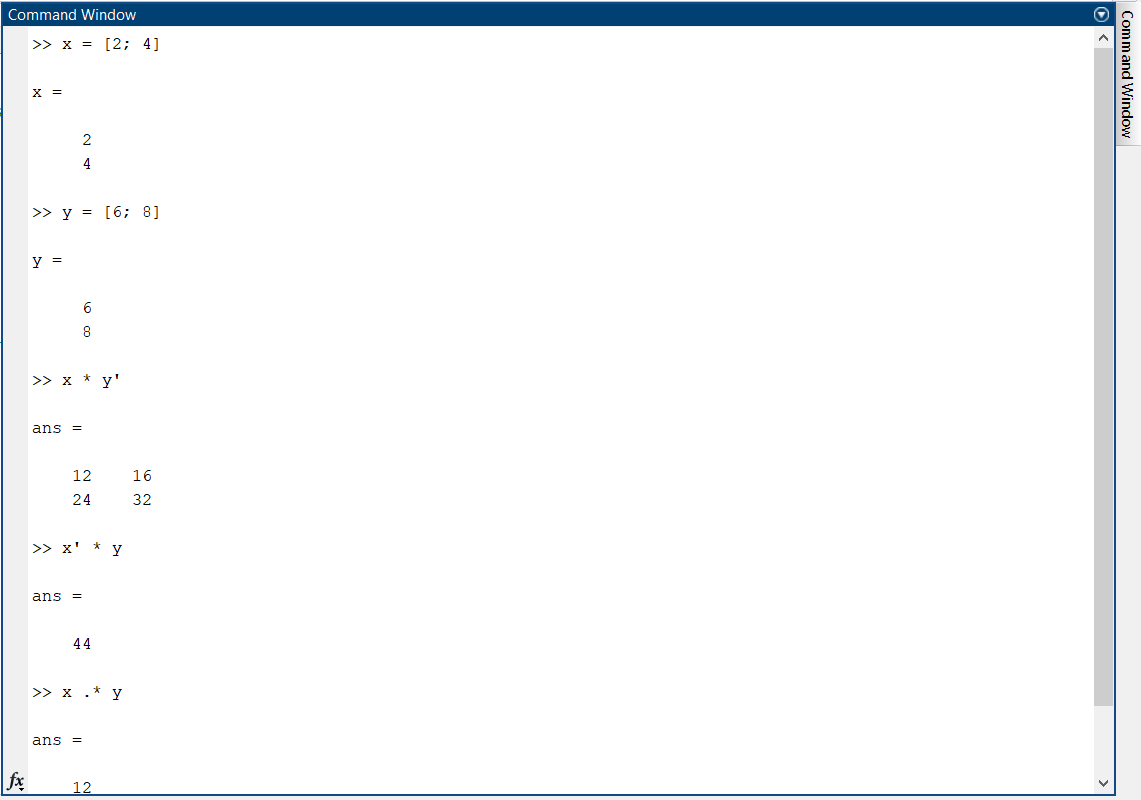 Command Window
>> x = [2; 4]
x =
2
4
>> y = [6; 8]
y =
6
8
>> x * y'
ans =
12 16
24 32
>> x' * y
ans =
44
>> x .* y
ans =
12
fx
Command Window